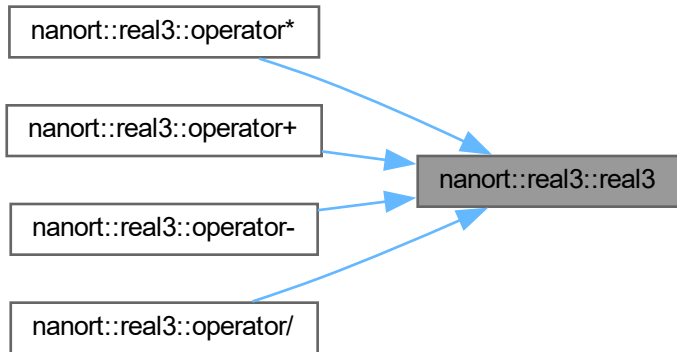 nanort::real3::operator*
nanort::real3::operator+
nanort::real3::real3
nanort::real3::operator-
nanort::real3::operator/